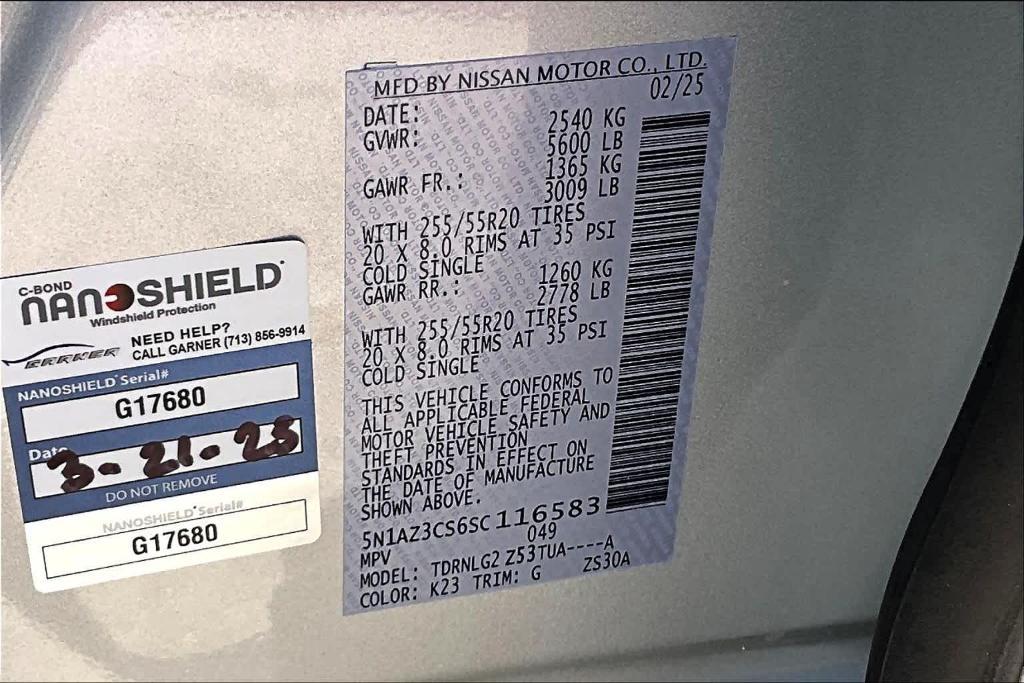 C-BOND
NANOSHIELD
Windshield Protection
GARNER
NEED HELP?
CALL GARNER (713) 856-9914
NANOSHIELD Serial#
G17680
Date
3-21-25
DO NOT REMOVE
NANOSHIELD Serial#
G17680
MFD BY NISSAN MOTOR CO., LTD.
DATE: 02/25
GVWR: 2540 KG
5600 LB
GAWR FR.: 1365 KG
3009 LB
WITH 255/55R20 TIRES
20 X 8.0 RIMS AT 35 PSI
COLD SINGLE
GAWR RR.: 1260 KG
2778 LB
WITH 255/55R20 TIRES
20 X 8.0 RIMS AT 35 PSI
COLD SINGLE
THIS VEHICLE CONFORMS TO
ALL APPLICABLE FEDERAL
MOTOR VEHICLE SAFETY AND
THEFT PREVENTION
STANDARDS IN EFFECT ON
THE DATE OF MANUFACTURE
SHOWN ABOVE.
5N1AZ3CS6SC116583
MPV 049
MODEL: TDRNLG2 Z53TUA----A
COLOR: K23 TRIM: G ZS30A